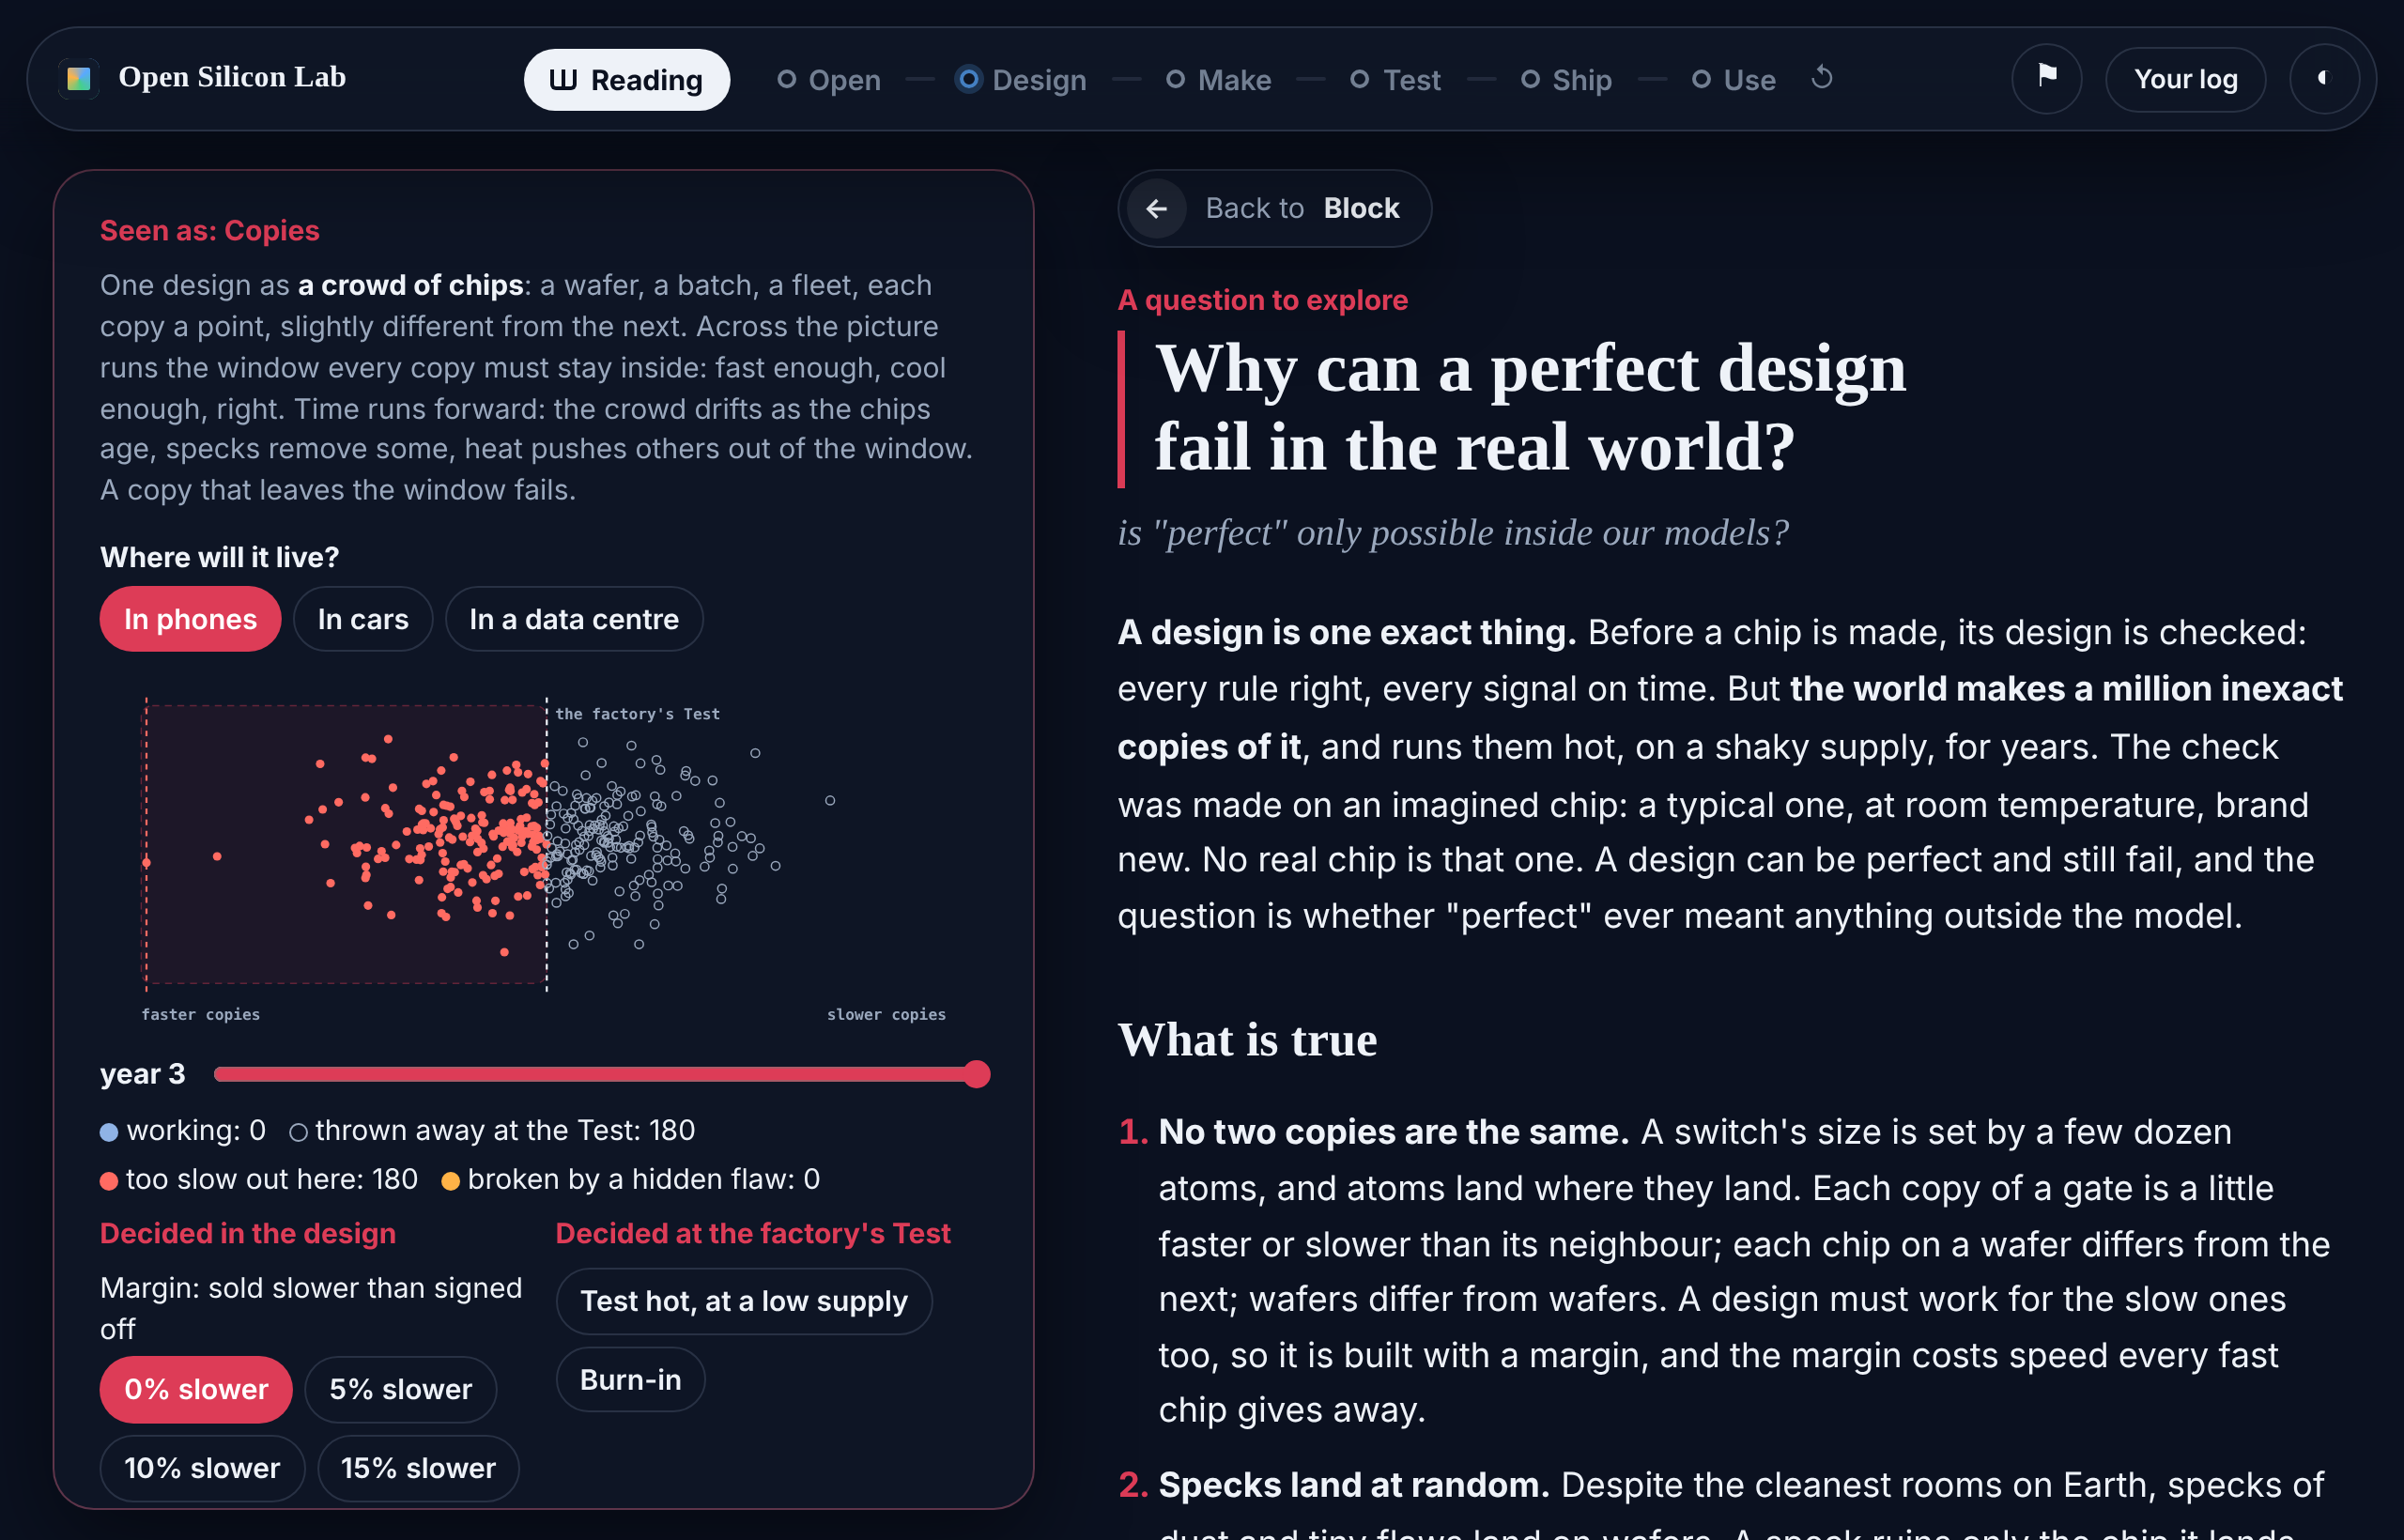 Open Silicon Lab
Reading
Open
Design
Make
Test
Ship
Use
Your log
Seen as: Copies
One design as a crowd of chips: a wafer, a batch, a fleet, each
copy a point, slightly different from the next. Across the picture
runs the window every copy must stay inside: fast enough, cool
enough, right. Time runs forward: the crowd drifts as the chips
age, specks remove some, heat pushes others out of the window.
A copy that leaves the window fails.
Where will it live?
In phones
In cars
In a data centre
the factory's Test
faster copies
slower copies
year 3
working: 0
thrown away at the Test: 180
too slow out here: 180
broken by a hidden flaw: 0
Decided in the design
Margin: sold slower than signed
off
0% slower
5% slower
10% slower
15% slower
Decided at the factory's Test
Test hot, at a low supply
Burn-in
Back to Block
A question to explore
Why can a perfect design
fail in the real world?
is "perfect" only possible inside our models?
A design is one exact thing. Before a chip is made, its design is checked:
every rule right, every signal on time. But the world makes a million inexact
copies of it, and runs them hot, on a shaky supply, for years. The check
was made on an imagined chip: a typical one, at room temperature, brand
new. No real chip is that one. A design can be perfect and still fail, and the
question is whether "perfect" ever meant anything outside the model.
What is true
1. No two copies are the same. A switch's size is set by a few dozen
atoms, and atoms land where they land. Each copy of a gate is a little
faster or slower than its neighbour; each chip on a wafer differs from the
next; wafers differ from wafers. A design must work for the slow ones
too, so it is built with a margin, and the margin costs speed every fast
chip gives away.
2. Specks land at random. Despite the cleanest rooms on Earth, specks of